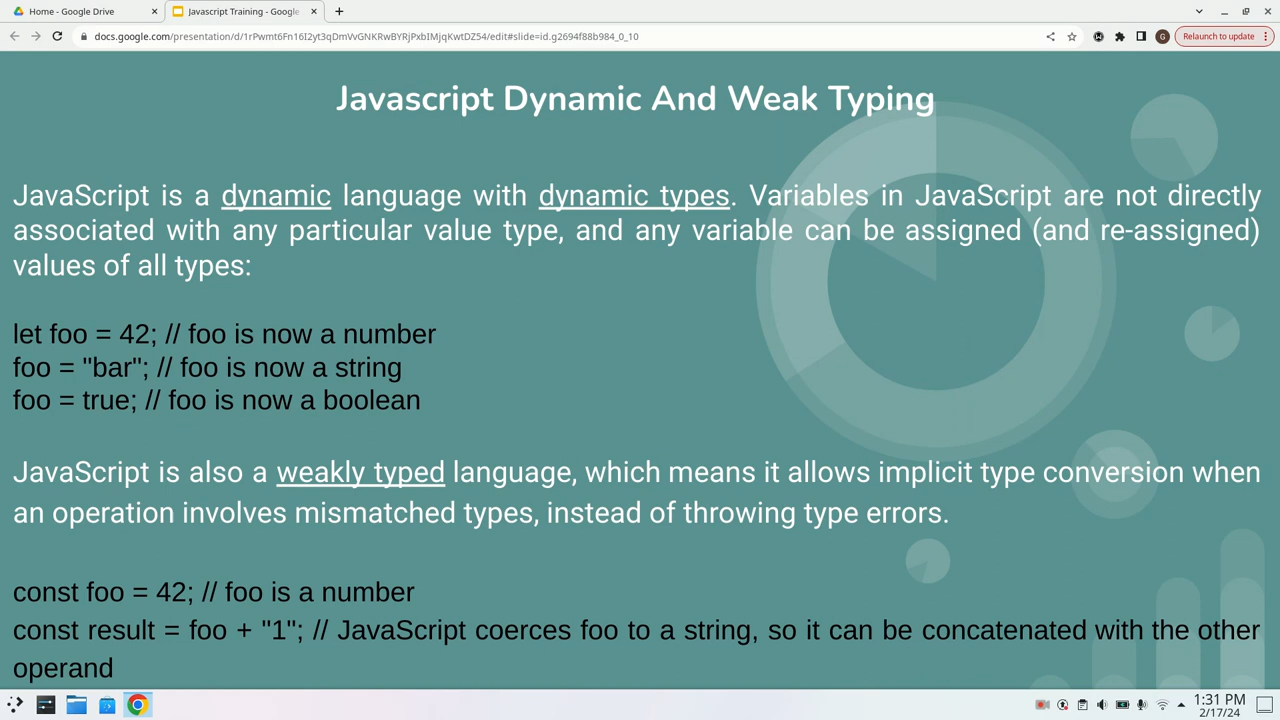 Home - Google Drive
Javascript Training - Google
docs.google.com/presentation/d/1rPwmt6Fn16I2yt3qDmVvGNKRwBYRjPxbIMjqKwtDZ54/edit#slide=id.g2694f88b984_0_10
G
Relaunch to update
Javascript Dynamic And Weak Typing
JavaScript is a dynamic language with dynamic types. Variables in JavaScript are not directly
associated with any particular value type, and any variable can be assigned (and re-assigned)
values of all types:
let foo = 42; // foo is now a number
foo = "bar"; // foo is now a string
foo = true; // foo is now a boolean
JavaScript is also a weakly typed language, which means it allows implicit type conversion when
an operation involves mismatched types, instead of throwing type errors.
const foo = 42; // foo is a number
const result = foo + "1"; // JavaScript coerces foo to a string, so it can be concatenated with the other
operand
1:31 PM
2/17/24